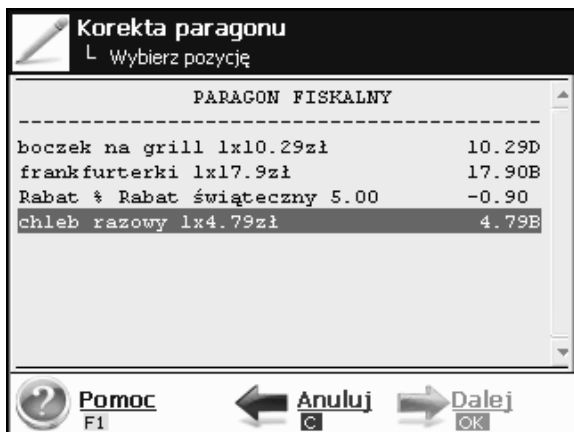 Korekta paragonu
└ Wybierz pozycję
PARAGON FISKALNY
--------------------------------------------
boczek na grill 1x10.29zł 10.29D
frankfurterki 1x17.9zł 17.90B
Rabat % Rabat świąteczny 5.00 -0.90
chleb razowy 1x4.79zł 4.79B
? Pomoc Anuluj Dalej
F1 C OK